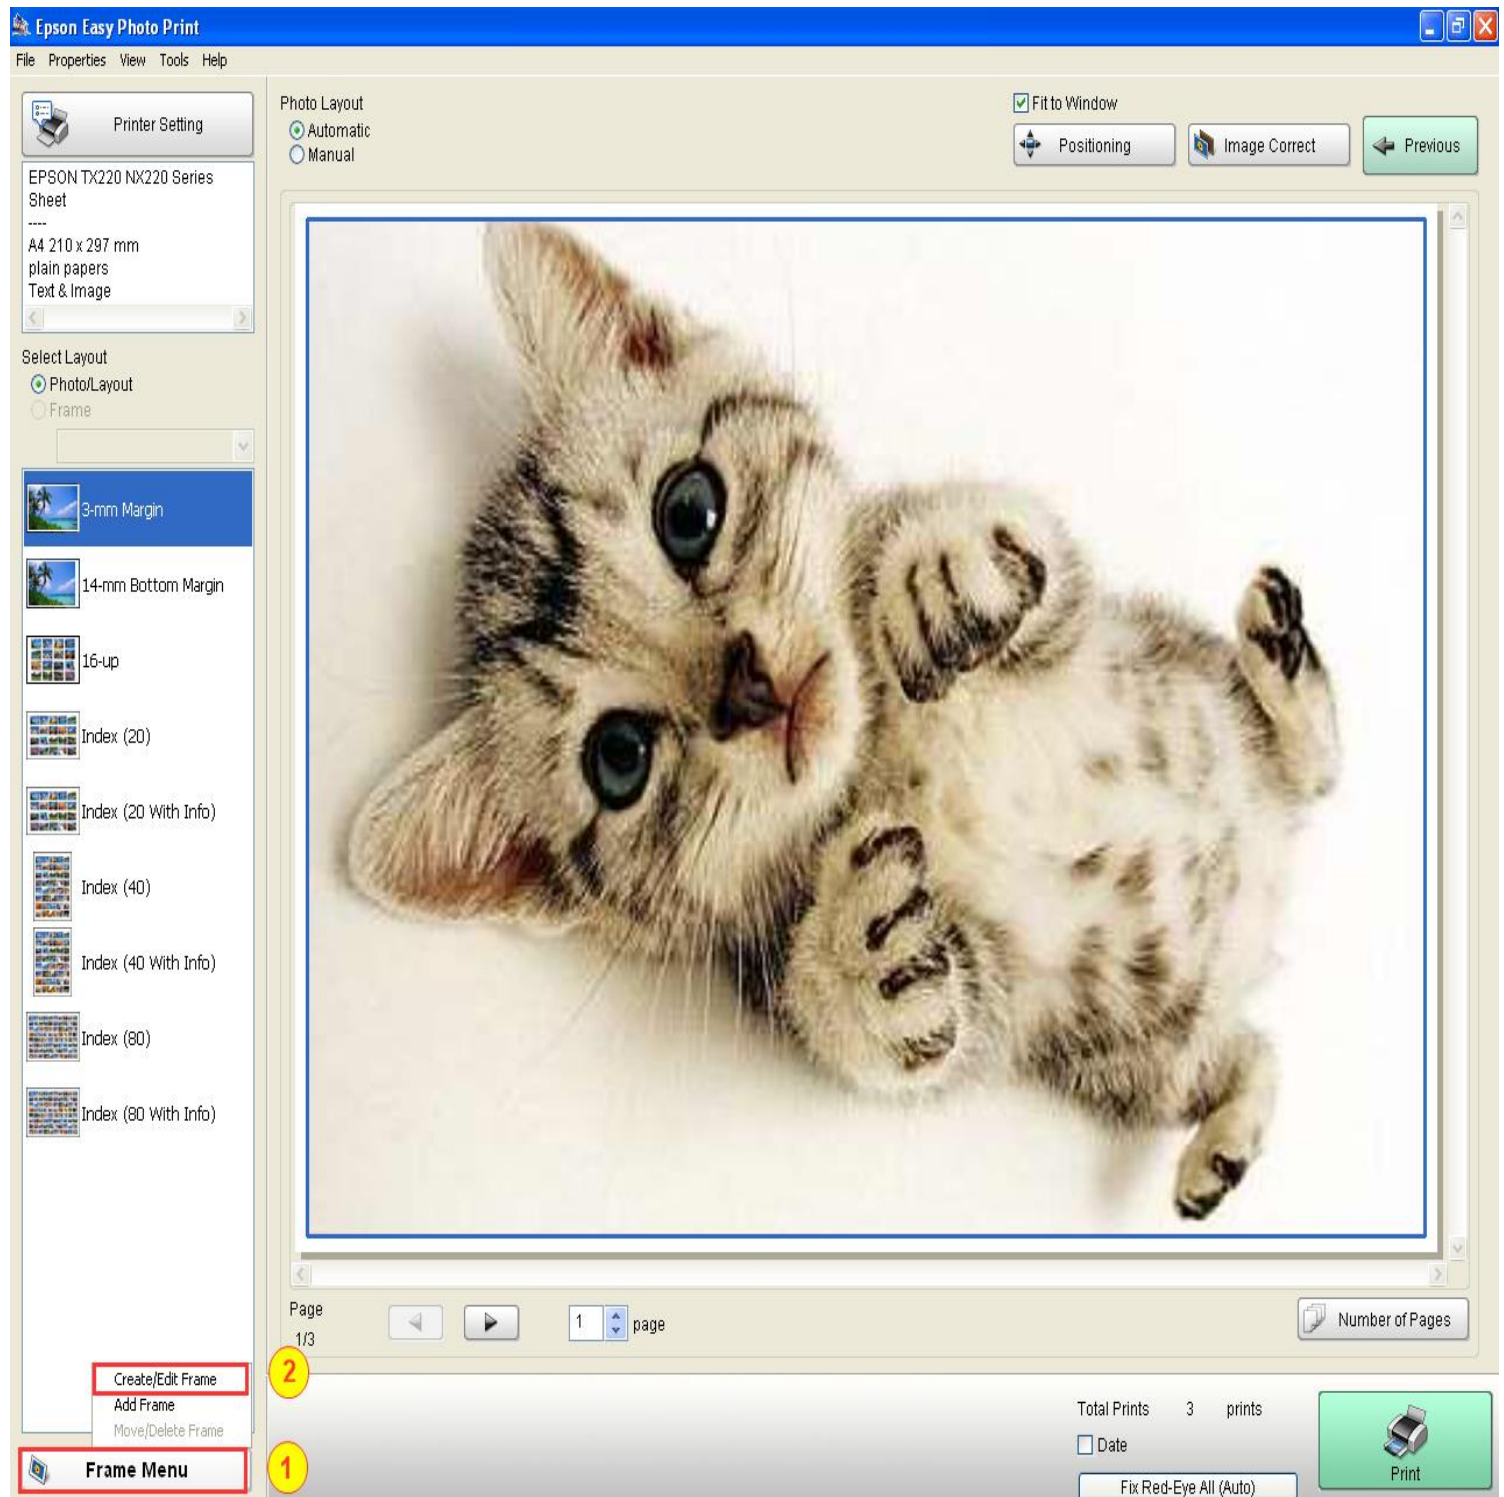 Epson Easy Photo Print
File Properties View Tools Help
Printer Setting
EPSON TX220 NX220 Series
Sheet
----
A4 210 x 297 mm
plain papers
Text & Image
Select Layout
Photo/Layout
Frame
3-mm Margin
14-mm Bottom Margin
16-up
Index (20)
Index (20 With Info)
Index (40)
Index (40 With Info)
Index (80)
Index (80 With Info)
Create/Edit Frame
Add Frame
Move/Delete Frame
Frame Menu
2
1
Photo Layout
Automatic
Manual
Fit to Window
Positioning
Image Correct
Previous
Page
1/3
1 page
Number of Pages
Total Prints 3 prints
Date
Fix Red-Eye All (Auto)
Print